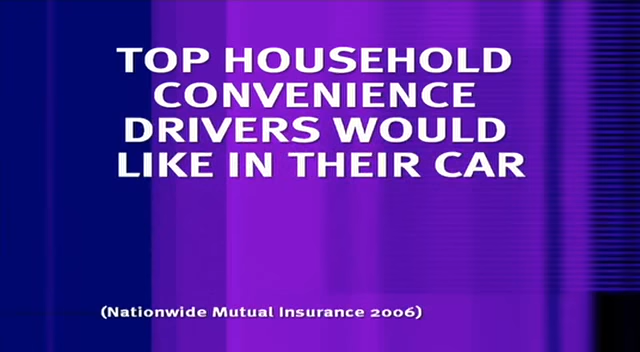 TOP HOUSEHOLD
CONVENIENCE
DRIVERS WOULD
LIKE IN THEIR CAR
(Nationwide Mutual Insurance 2006)